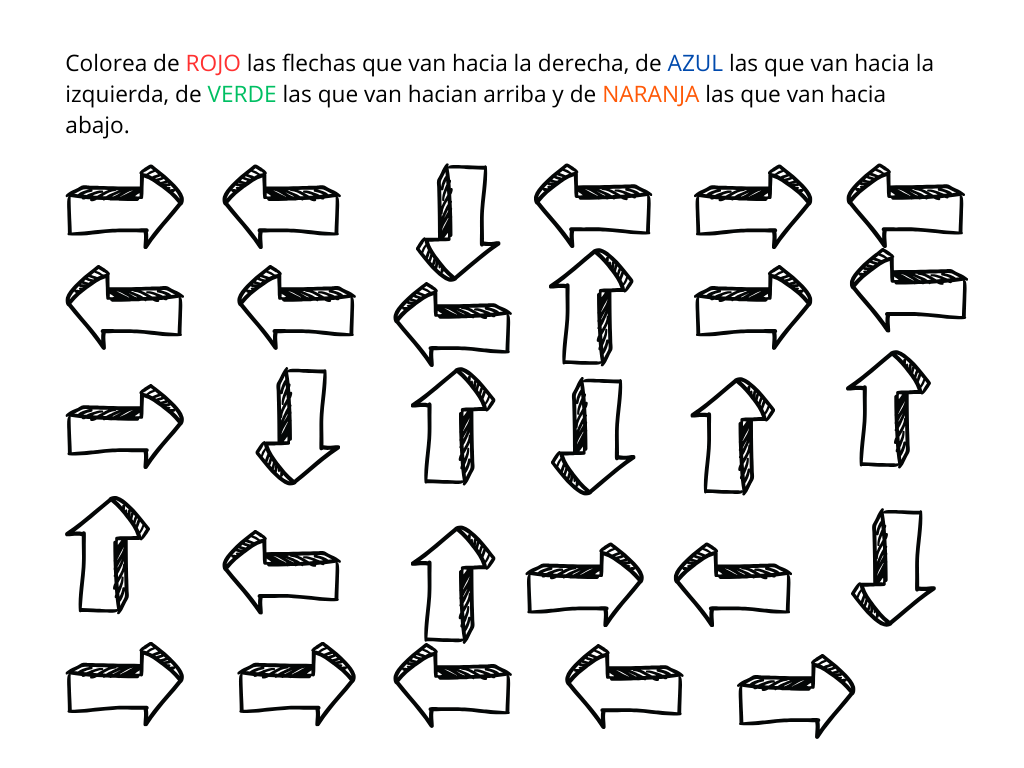 Colorea de ROJO las flechas que van hacia la derecha, de AZUL las que van hacia la
izquierda, de VERDE las que van hacian arriba y de NARANJA las que van hacia
abajo.